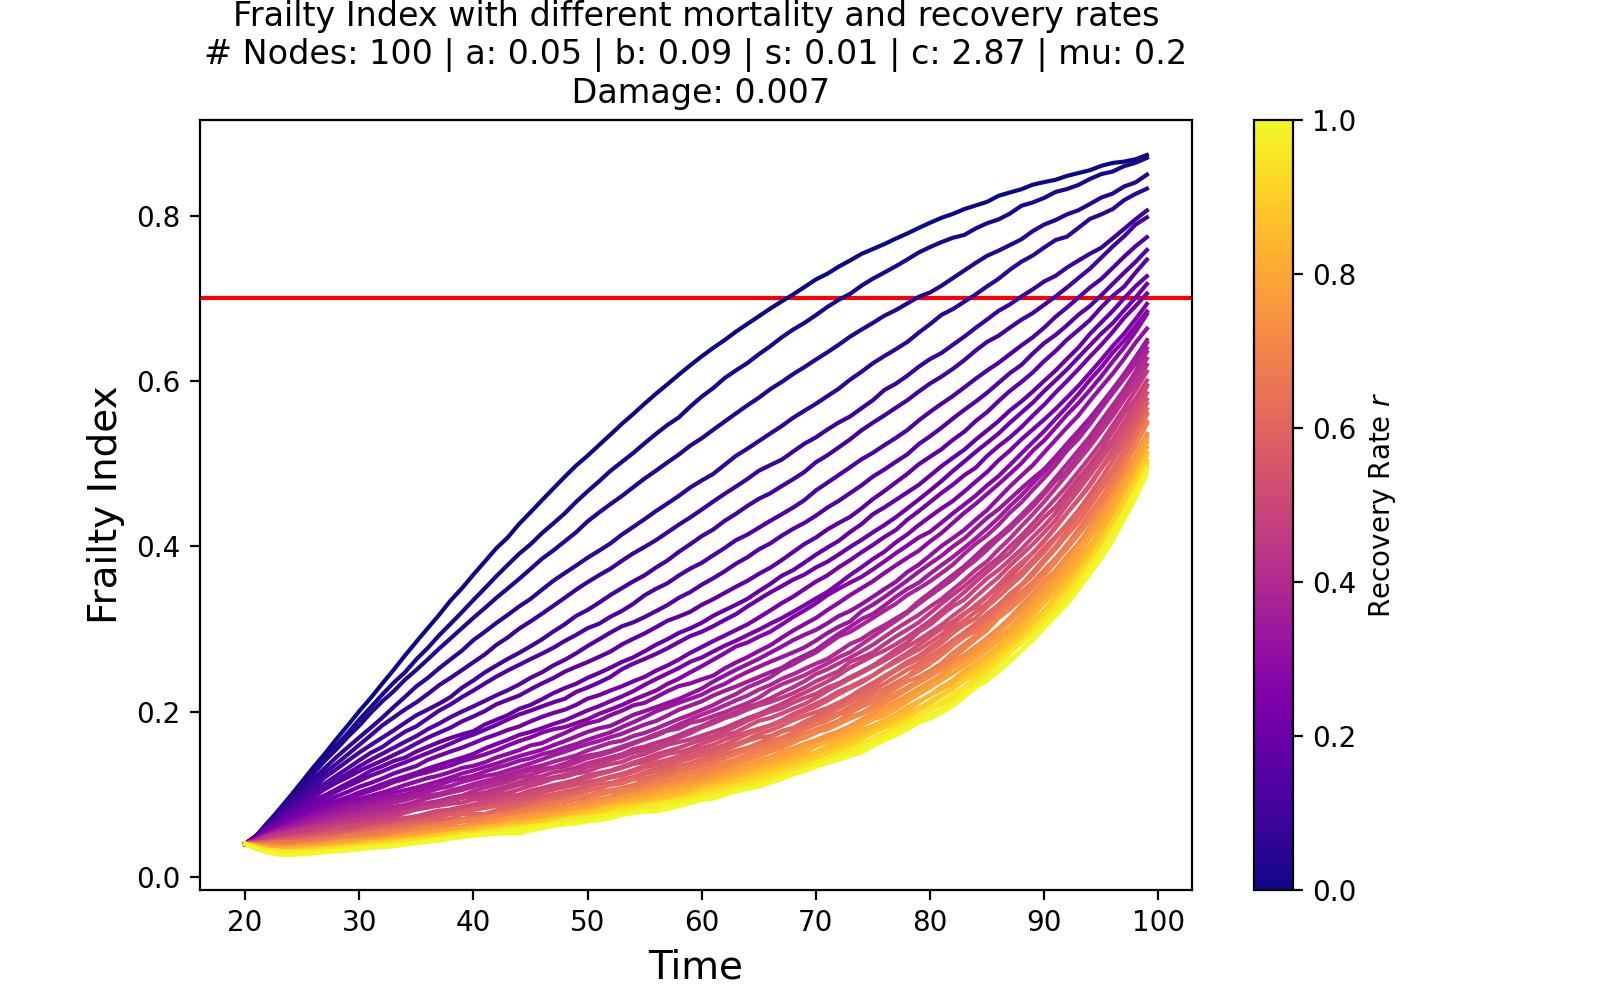 Frailty Index with different mortality and recovery rates
# Nodes: 100 | a: 0.05 | b: 0.09 | s: 0.01 | c: 2.87 | mu: 0.2
Damage: 0.007
Frailty Index
0.8
0.6
0.4
0.2
0.0
20 30 40 50 60 70 80 90 100
Time
1.0
0.8
0.6
0.4
0.2
0.0
Recovery Rate r